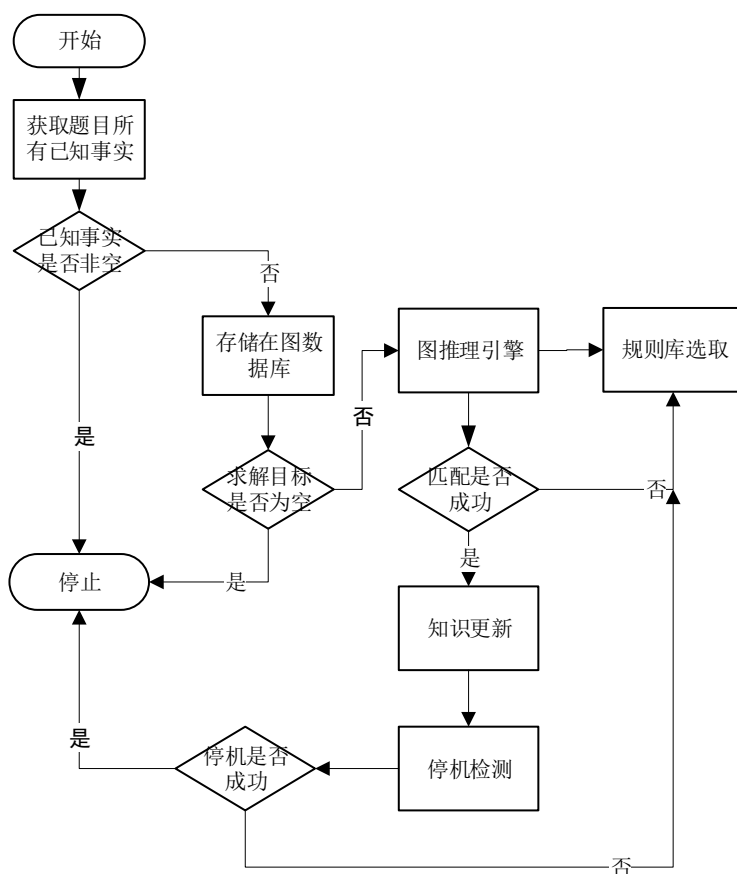 开始
获取题目所
有已知事实
已知事实
是否非空
否
存储在图数
据库
图推理引擎
规则库选取
是
否
求解目标
是否为空
匹配是否
成功
否
停止
是
是
知识更新
是
停机是否
成功
停机检测
否